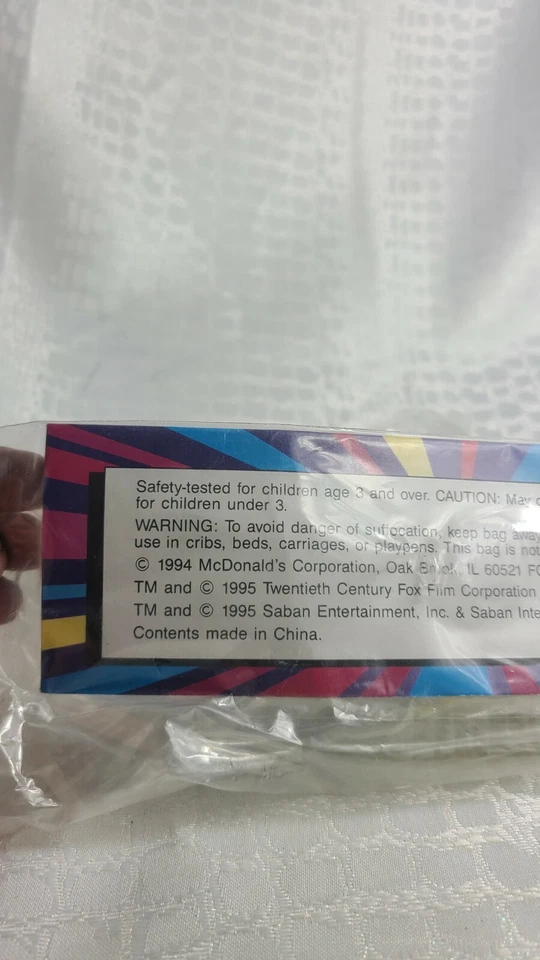 Safety-tested for children age 3 and over. CAUTION: May
for children under 3.
WARNING: To avoid danger of suffocation, keep bag away
use in cribs, beds, carriages, or playpens. This bag is not
© 1994 McDonald's Corporation, Oak Brook, IL 60521
TM and © 1995 Twentieth Century Fox Film Corporation
TM and © 1995 Saban Entertainment, Inc. & Saban Inte
Contents made in China.